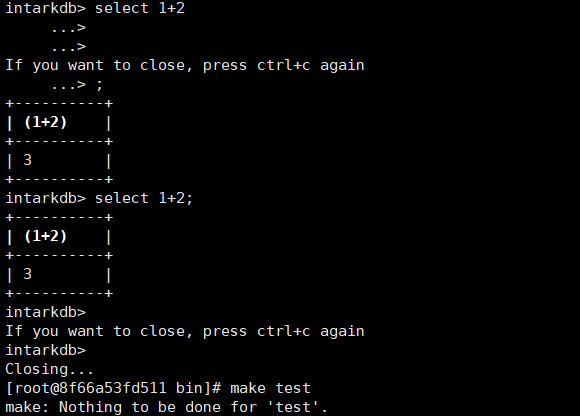 intarkdb> select 1+2
     ...>
     ...>
If you want to close, press ctrl+c again
     ...> ;
+----------+
| (1+2)    |
+----------+
| 3        |
+----------+
intarkdb> select 1+2;
+----------+
| (1+2)    |
+----------+
| 3        |
+----------+
intarkdb>
If you want to close, press ctrl+c again
intarkdb>
Closing...
[root@8f66a53fd511 bin]# make test
make: Nothing to be done for 'test'.